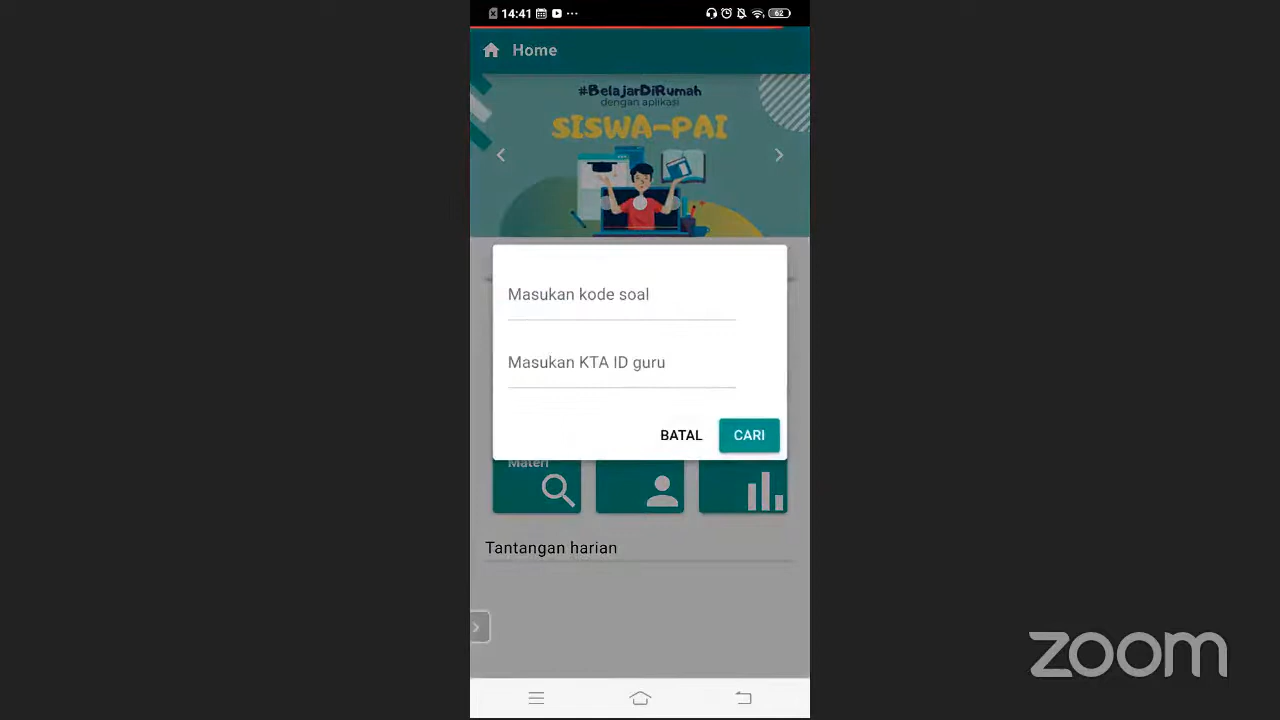 14:41
62
Home
#BelajarDiRumah
dengan aplikasi
SISWA-PAI
Masukan kode soal
Masukan KTA ID guru
BATAL
CARI
Materi
Tantangan harian
zoom